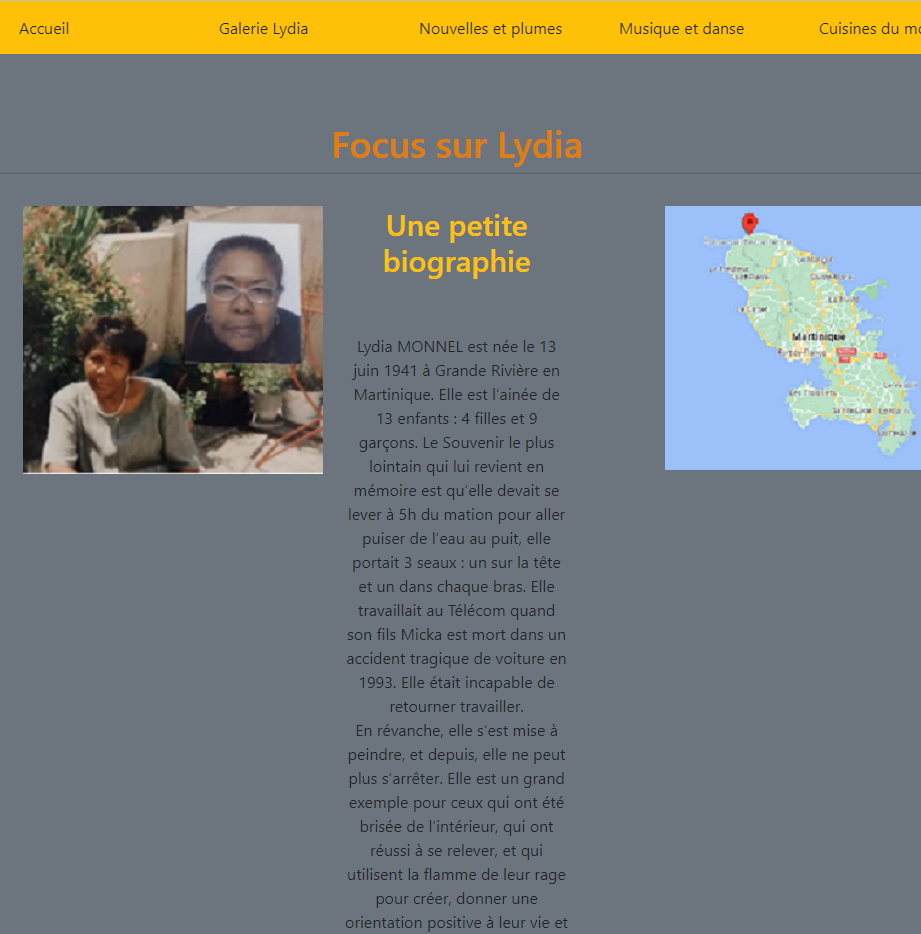 Accueil
Galerie Lydia
Nouvelles et plumes
Musique et danse
Cuisines du mo
Focus sur Lydia
Une petite
biographie
Lydia MONNEL est née le 13
juin 1941 à Grande Rivière en
Martinique. Elle est l’ainée de
13 enfants : 4 filles et 9
garçons. Le Souvenir le plus
lointain qui lui revient en
mémoire est qu’elle devait se
lever à 5h du mation pour aller
puiser de l’eau au puit, elle
portait 3 seaux : un sur la tête
et un dans chaque bras. Elle
travaillait au Télécom quand
son fils Micka est mort dans un
accident tragique de voiture en
1993. Elle était incapable de
retourner travailler.
En révanche, elle s’est mise à
peindre, et depuis, elle ne peut
plus s’arrêter. Elle est un grand
exemple pour ceux qui ont été
brisée de l’intérieur, qui ont
réussi à se relever, et qui
utilisent la flamme de leur rage
pour créer, donner une
orientation positive à leur vie et
Martinique